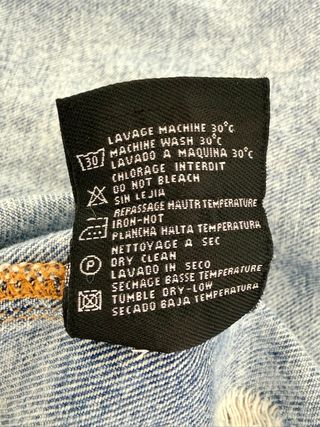 LAVAGE MACHINE 30°C
30 MACHINE WASH 30°C
LAVADO A MAQUINA 30°C
CHLORAGE INTERDIT
DO NOT BLEACH
SIN LEJIA
REPASSAGE HAUTR TEMPERATURE
IRON-HOT
PLANCHA HALTA TEMPERATURA
NETTOYAGE A SEC
P DRY CLEAN
LAVADO IN SECO
SECHAGE BASSE TEMPERATURE
TUMBLE DRY-LOW
SECADO BAJA TEMPERATURA